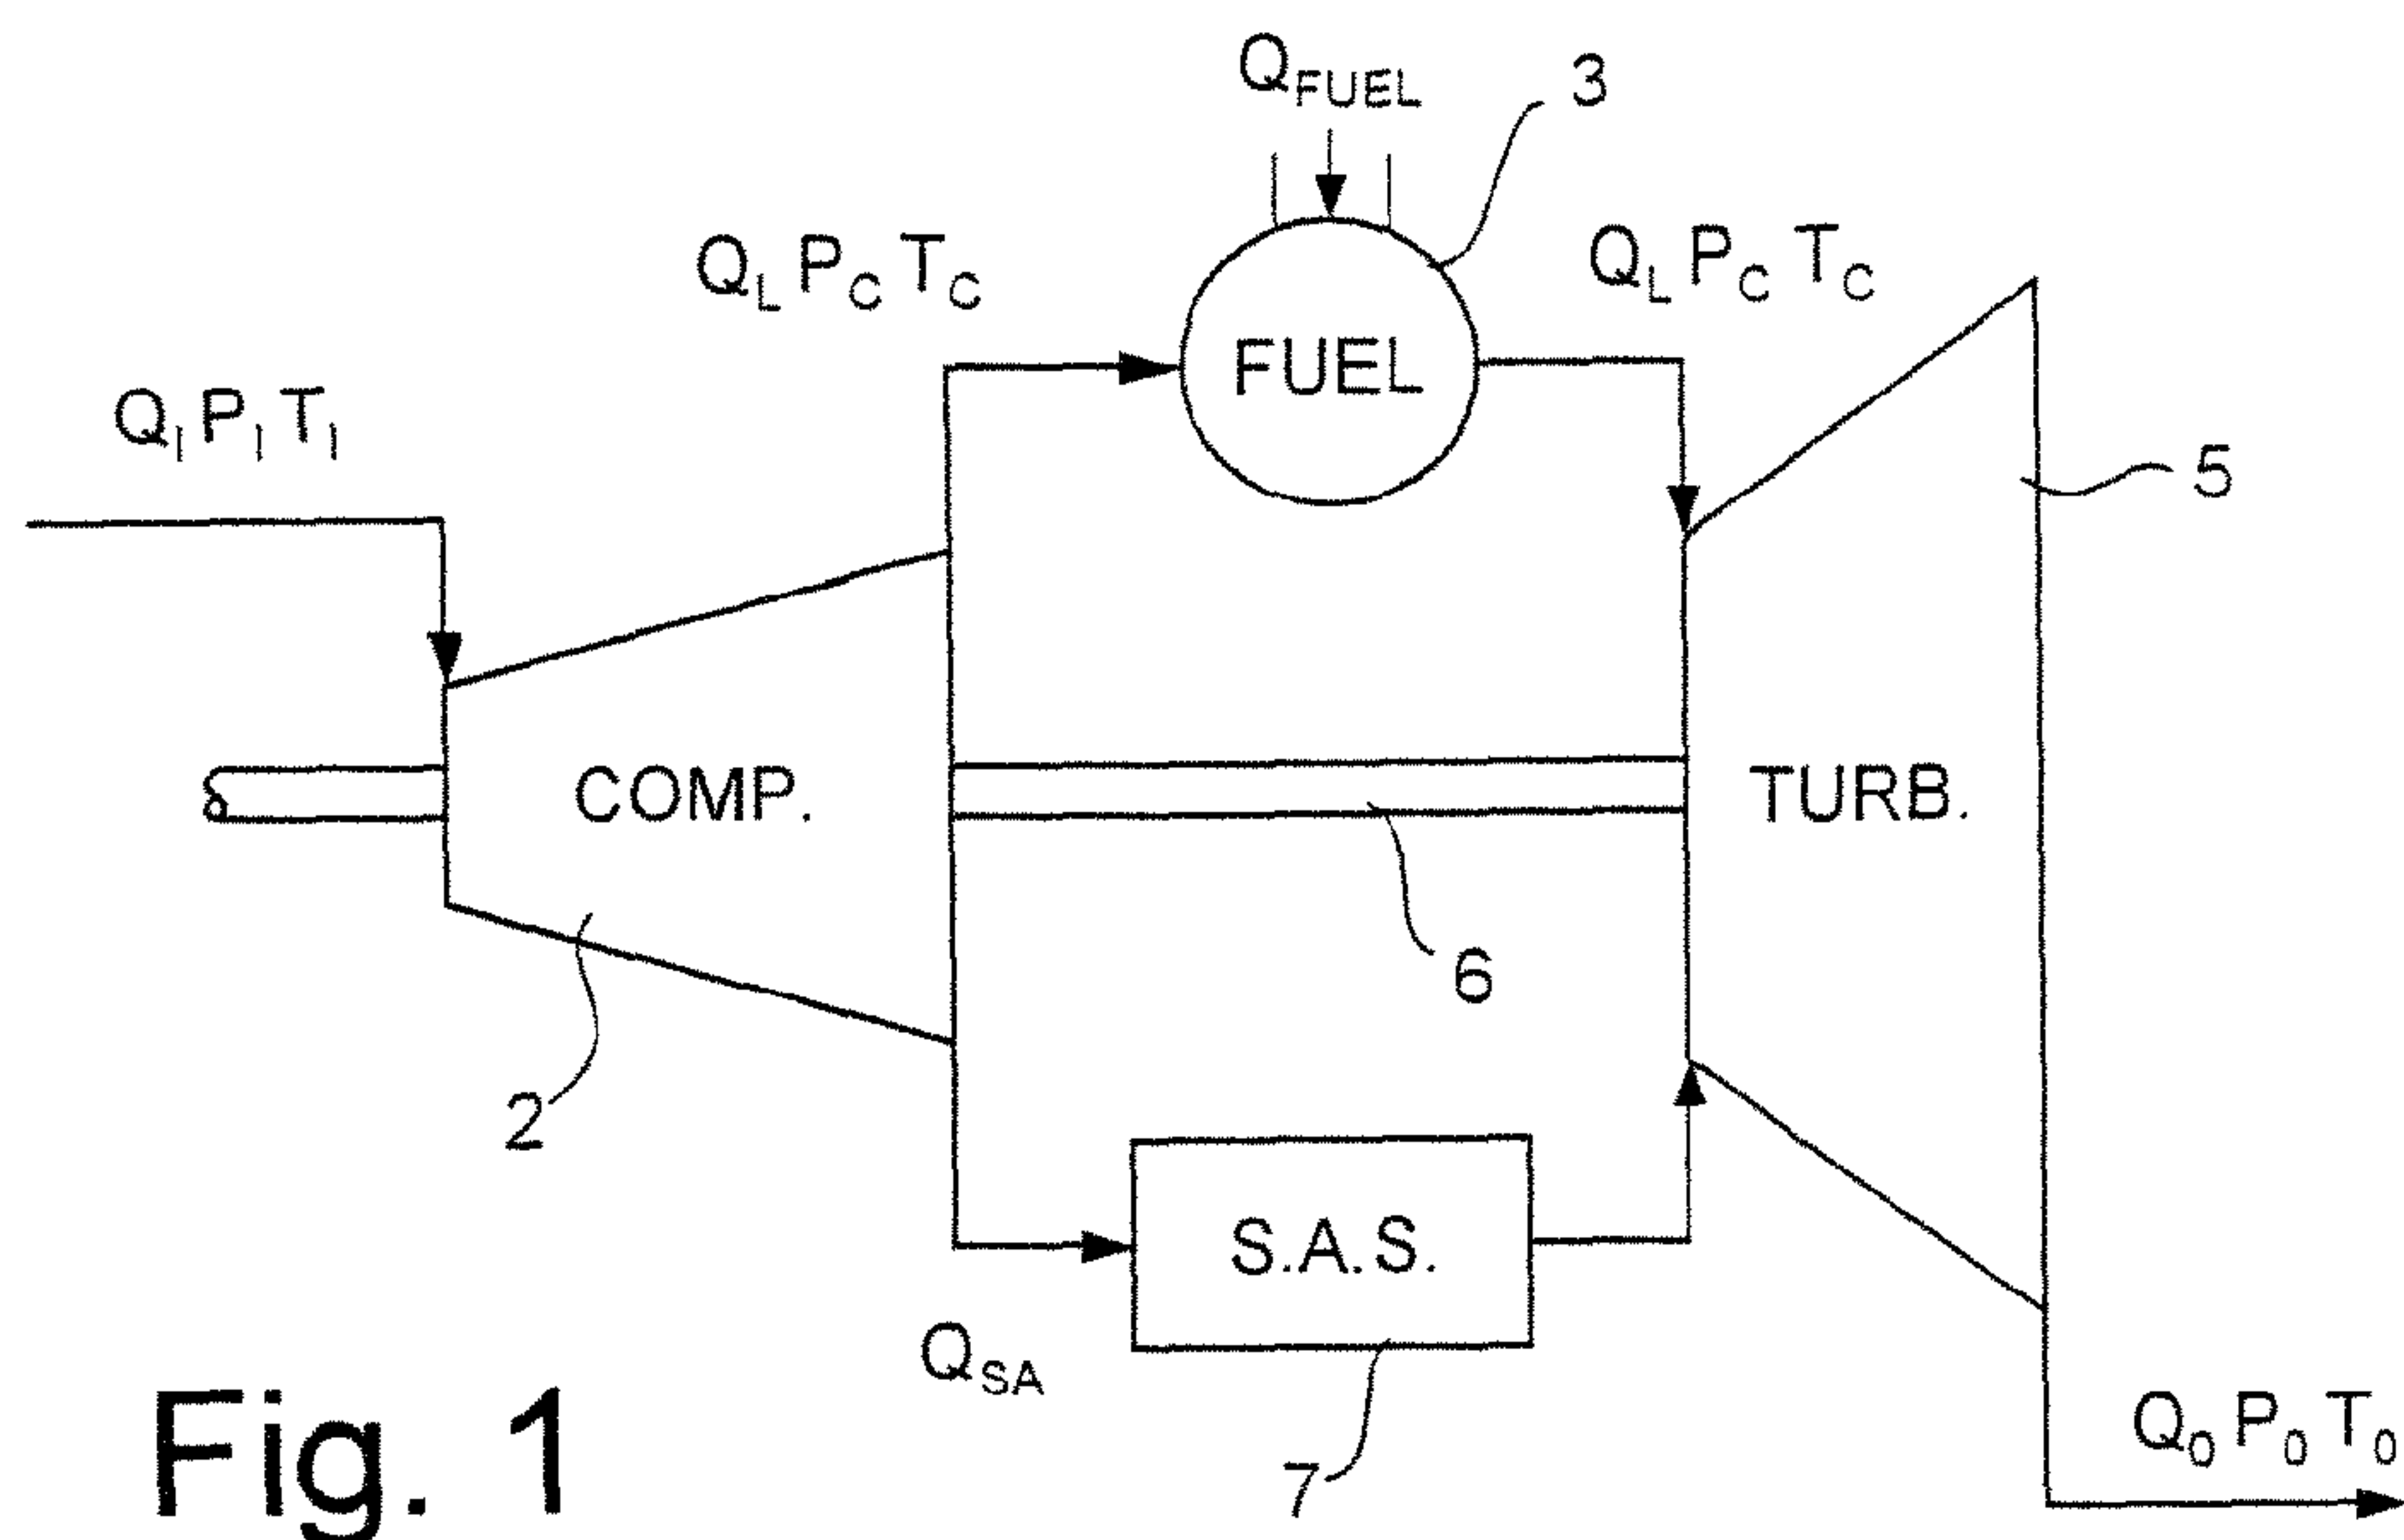 Q_FUEL
3
Q_L P_C T_C
Q_L P_C T_C
FUEL
Q_I P_I T_I
5
COMP.
TURB.
6
2
S.A.S.
Q_SA
7
Q_0 P_0 T_0
Fig. 1